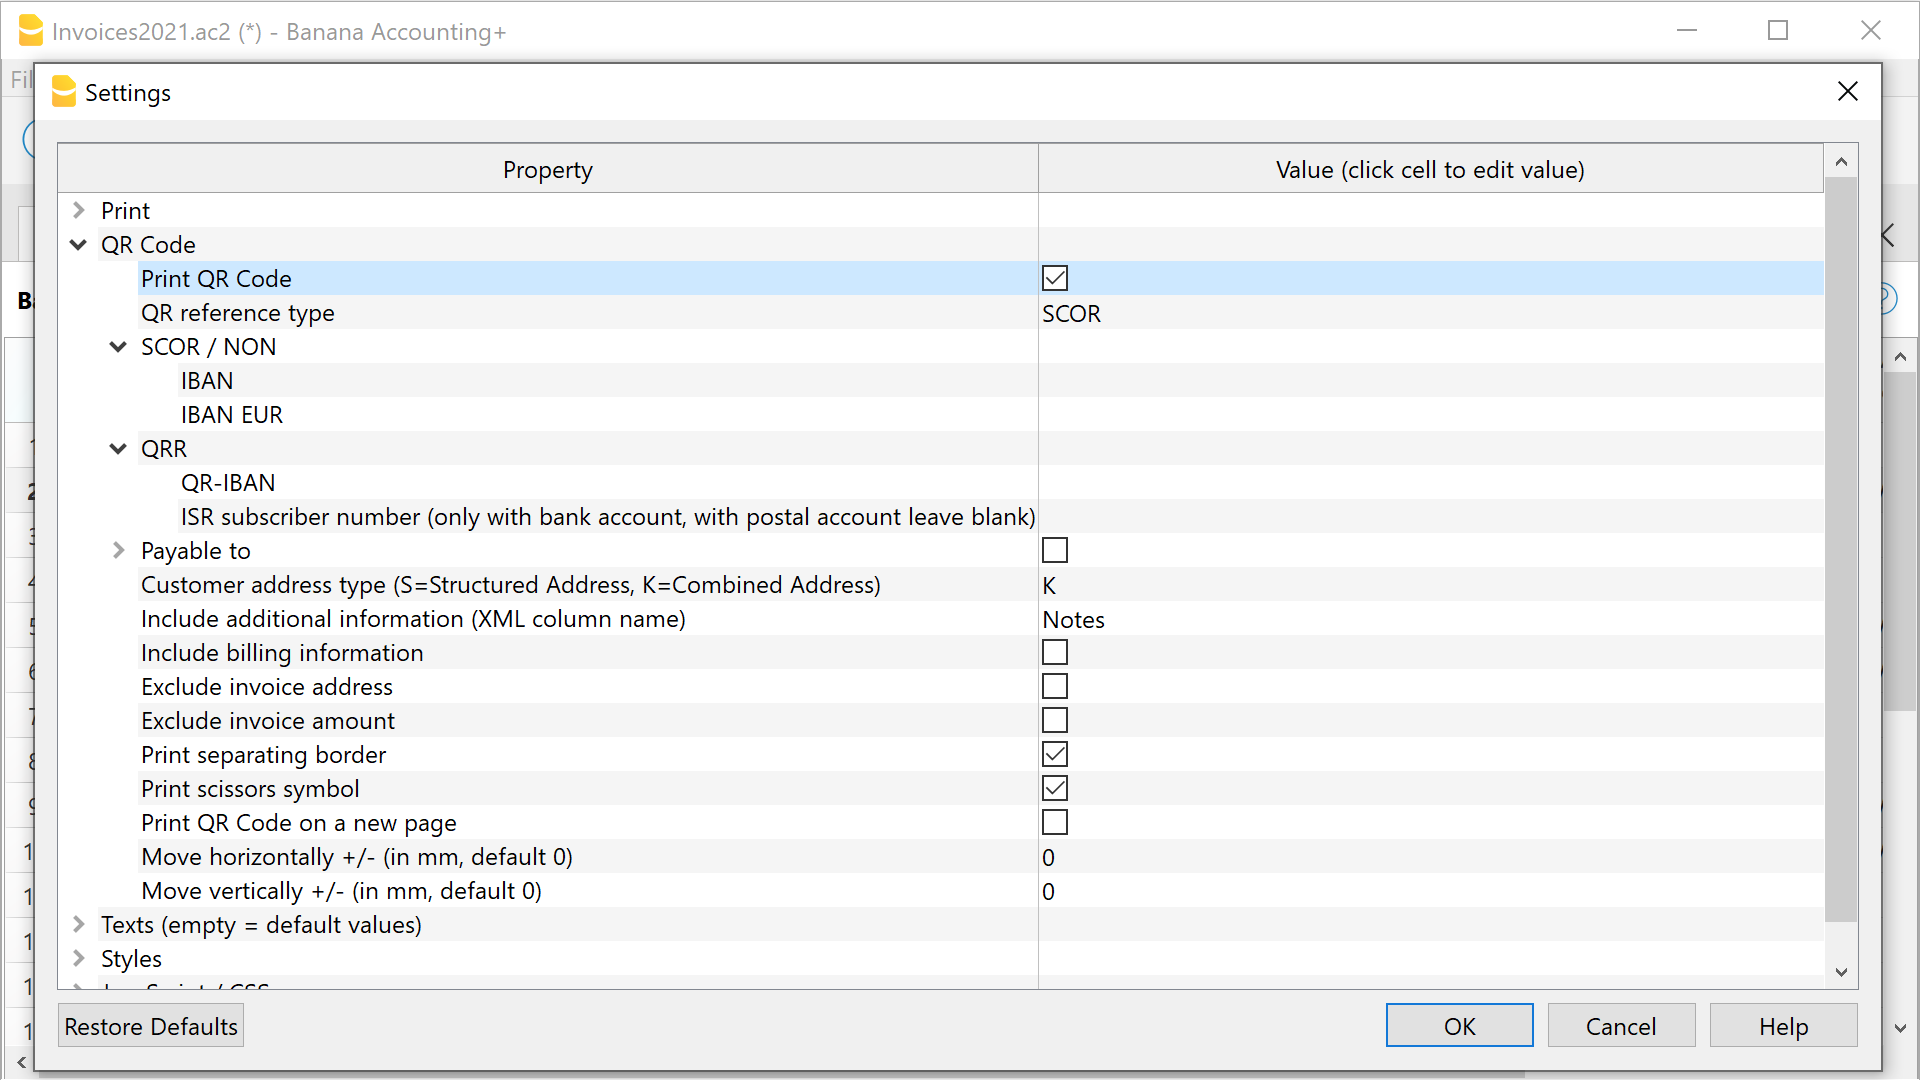 Invoices2021.ac2 (*) - Banana Accounting+
Settings
Property
Value (click cell to edit value)
Print
QR Code
Print QR Code
QR reference type
SCOR
SCOR / NON
IBAN
IBAN EUR
QRR
QR-IBAN
ISR subscriber number (only with bank account, with postal account leave blank)
Payable to
Customer address type (S=Structured Address, K=Combined Address)
K
Include additional information (XML column name)
Notes
Include billing information
Exclude invoice address
Exclude invoice amount
Print separating border
Print scissors symbol
Print QR Code on a new page
Move horizontally +/- (in mm, default 0)
0
Move vertically +/- (in mm, default 0)
0
Texts (empty = default values)
Styles
Restore Defaults
OK
Cancel
Help